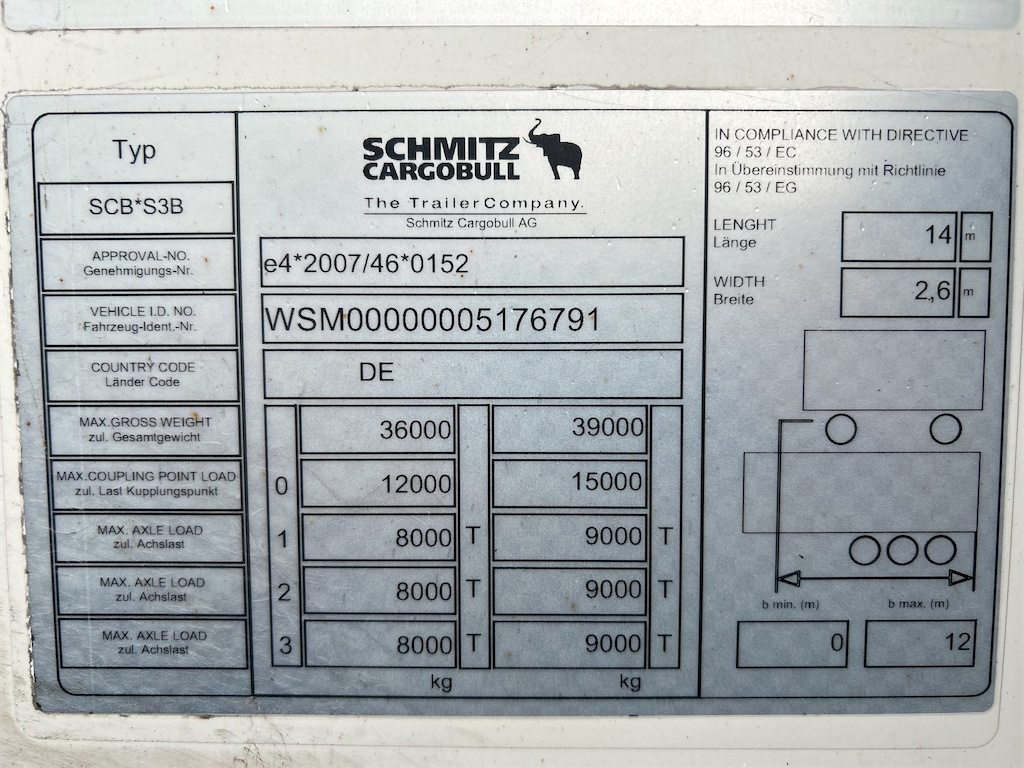 Typ
SCB*S3B
SCHMITZ
CARGOBULL
The Trailer Company.
Schmitz Cargobull AG
APPROVAL-NO.
Genehmigungs-Nr.
e4*2007/46*0152
VEHICLE I.D. NO.
Fahrzeug-Ident.-Nr.
WSM00000005176791
COUNTRY CODE
Länder Code
DE
MAX.GROSS WEIGHT
zul. Gesamtgewicht
36000 39000
MAX.COUPLING POINT LOAD
zul. Last Kupplungspunkt
0 12000 15000
MAX. AXLE LOAD
zul. Achslast
1 8000 T 9000 T
MAX. AXLE LOAD
zul. Achslast
2 8000 T 9000 T
MAX. AXLE LOAD
zul. Achslast
3 8000 T 9000 T
kg kg
IN COMPLIANCE WITH DIRECTIVE
96 / 53 / EC
In Übereinstimmung mit Richtlinie
96 / 53 / EG
LENGHT
Länge
14 m
WIDTH
Breite
2,6 m
b min. (m) b max. (m)
0 12